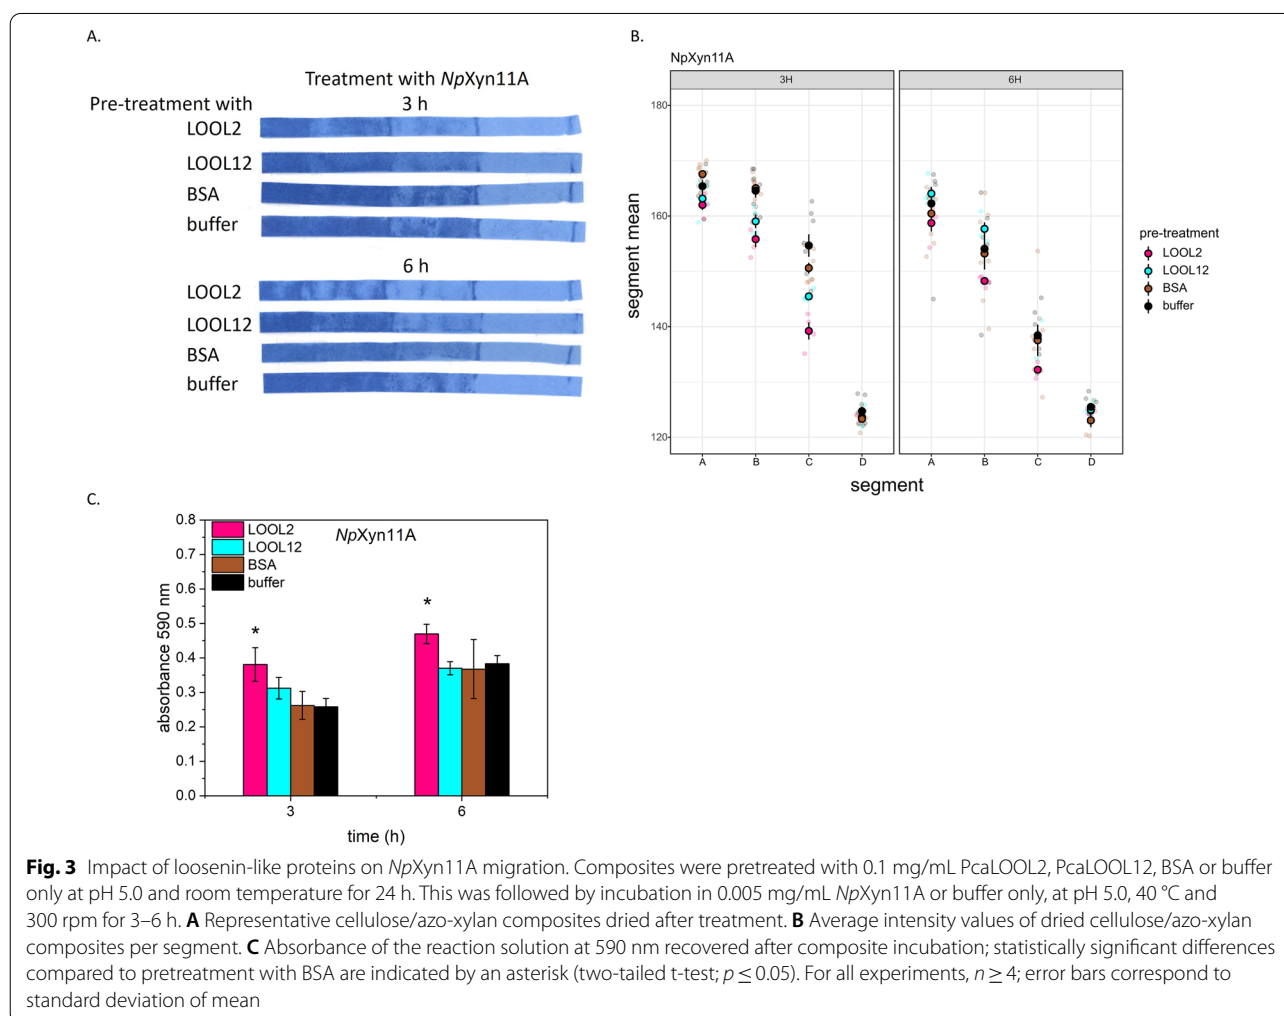 A.
Treatment with NpXyn11A
Pre-treatment with
3 h
LOOL2
LOOL12
BSA
buffer
6 h
LOOL2
LOOL12
BSA
buffer
B.
NpXyn11A
3H
6H
180
160
140
120
segment mean
A
B
C
D
A
B
C
D
segment
pre-treatment
LOOL2
LOOL12
BSA
buffer
C.
0.8
0.7
0.6
0.5
0.4
0.3
0.2
0.1
0.0
absorbance 590 nm
LOOL2
LOOL12
BSA
buffer
NpXyn11A
*
*
3
6
time (h)
Fig. 3 Impact of loosenin-like proteins on NpXyn11A migration. Composites were pretreated with 0.1 mg/mL PcaLOOL2, PcaLOOL12, BSA or buffer
only at pH 5.0 and room temperature for 24 h. This was followed by incubation in 0.005 mg/mL NpXyn11A or buffer only, at pH 5.0, 40 °C and
300 rpm for 3–6 h. A Representative cellulose/azo-xylan composites dried after treatment. B Average intensity values of dried cellulose/azo-xylan
composites per segment. C Absorbance of the reaction solution at 590 nm recovered after composite incubation; statistically significant differences
compared to pretreatment with BSA are indicated by an asterisk (two-tailed t-test; p ≤ 0.05). For all experiments, n ≥ 4; error bars correspond to
standard deviation of mean